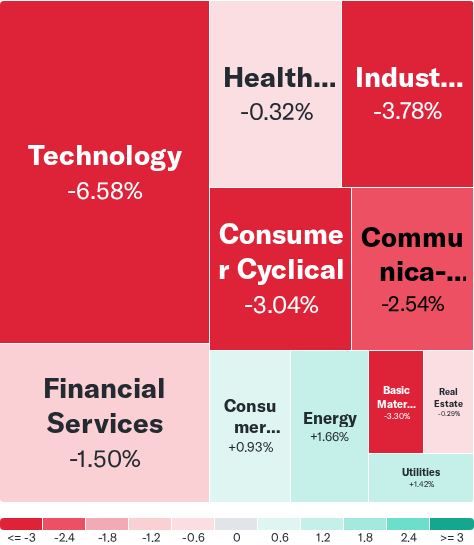 Technology
-6.58%
Health...
-0.32%
Indust...
-3.78%
Consume
r Cyclical
-3.04%
Commu
nica-...
-2.54%
Financial
Services
-1.50%
Consu
mer...
+0.93%
Energy
+1.66%
Basic
Mater...
-3.30%
Real
Estate
-0.29%
Utilities
+1.42%
<= -3 -2.4 -1.8 -1.2 -0.6 0 0.6 1.2 1.8 2.4 >= 3